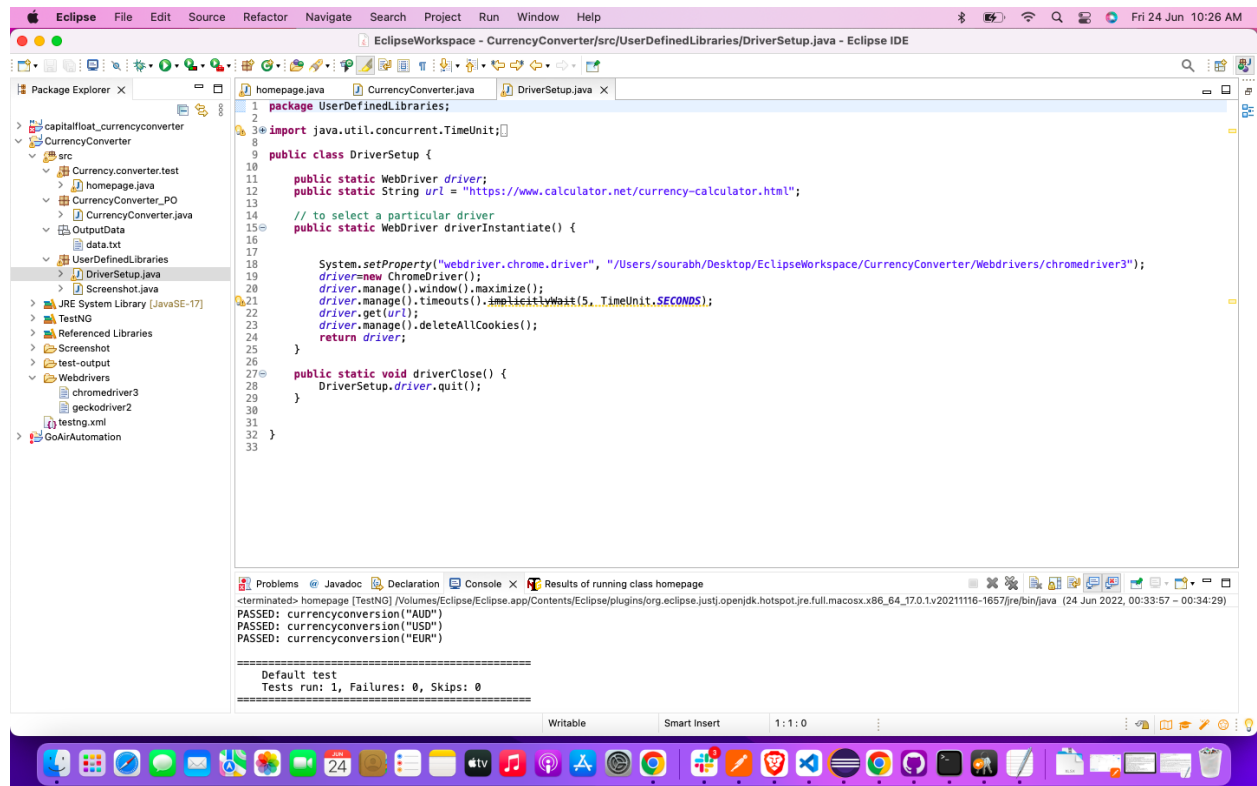 Eclipse File Edit Source Refactor Navigate Search Project Run Window Help Fri 24 Jun 10:26 AM
EclipseWorkspace - CurrencyConverter/src/UserDefinedLibraries/DriverSetup.java - Eclipse IDE
Package Explorer
capitalfloat_currencyconverter
CurrencyConverter
src
Currency.converter.test
homepage.java
CurrencyConverter_PO
CurrencyConverter.java
OutputData
data.txt
UserDefinedLibraries
DriverSetup.java
Screenshot.java
JRE System Library [JavaSE-17]
TestNG
Referenced Libraries
Screenshot
test-output
Webdrivers
chromedriver3
geckodriver2
testng.xml
GoAirAutomation
homepage.java CurrencyConverter.java DriverSetup.java
1 package UserDefinedLibraries;
2
3 import java.util.concurrent.TimeUnit;
8
9 public class DriverSetup {
10
11 public static WebDriver driver;
12 public static String url = "https://www.calculator.net/currency-calculator.html";
13
14 // to select a particular driver
15 public static WebDriver driverInstantiate() {
16
17
18 System.setProperty("webdriver.chrome.driver", "/Users/sourabh/Desktop/EclipseWorkspace/CurrencyConverter/Webdrivers/chromedriver3");
19 driver=new ChromeDriver();
20 driver.manage().window().maximize();
21 driver.manage().timeouts().implicitlyWait(5, TimeUnit.SECONDS);
22 driver.get(url);
23 driver.manage().deleteAllCookies();
24 return driver;
25 }
26
27 public static void driverClose() {
28 DriverSetup.driver.quit();
29 }
30
31
32 }
33
Problems Javadoc Declaration Console Results of running class homepage
<terminated> homepage [TestNG] /Volumes/Eclipse/Eclipse.app/Contents/Eclipse/plugins/org.eclipse.justj.openjdk.hotspot.jre.full.macosx.x86_64_17.0.1.v20211116-1657/jre/bin/java (24 Jun 2022, 00:33:57 – 00:34:29)
PASSED: currencyconversion("AUD")
PASSED: currencyconversion("USD")
PASSED: currencyconversion("EUR")
===============================================
Default test
Tests run: 1, Failures: 0, Skips: 0
===============================================
Writable Smart Insert 1 : 1 : 0
JUN
24
tv
3